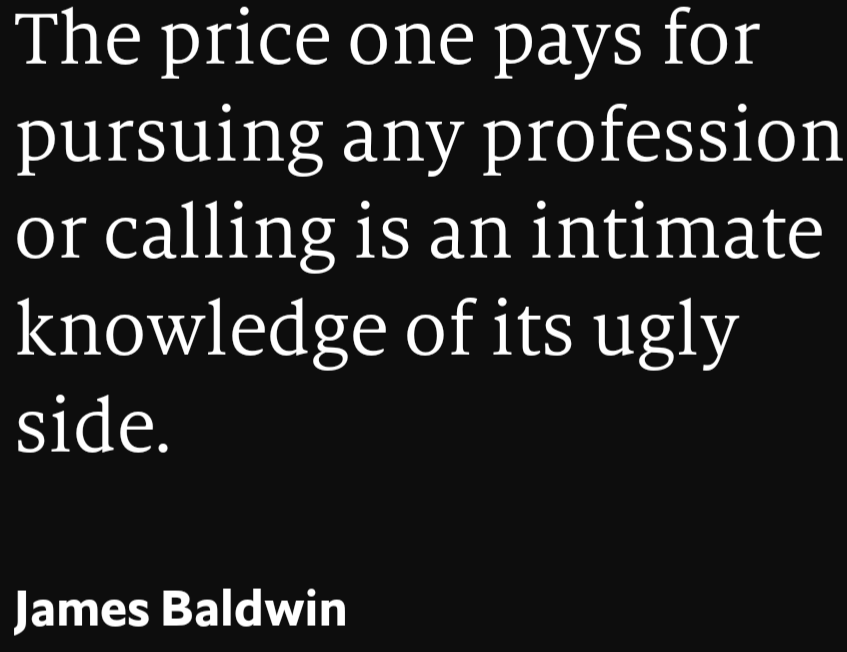 The price one pays for
pursuing any profession
or calling is an intimate
knowledge of its ugly
side.
James Baldwin